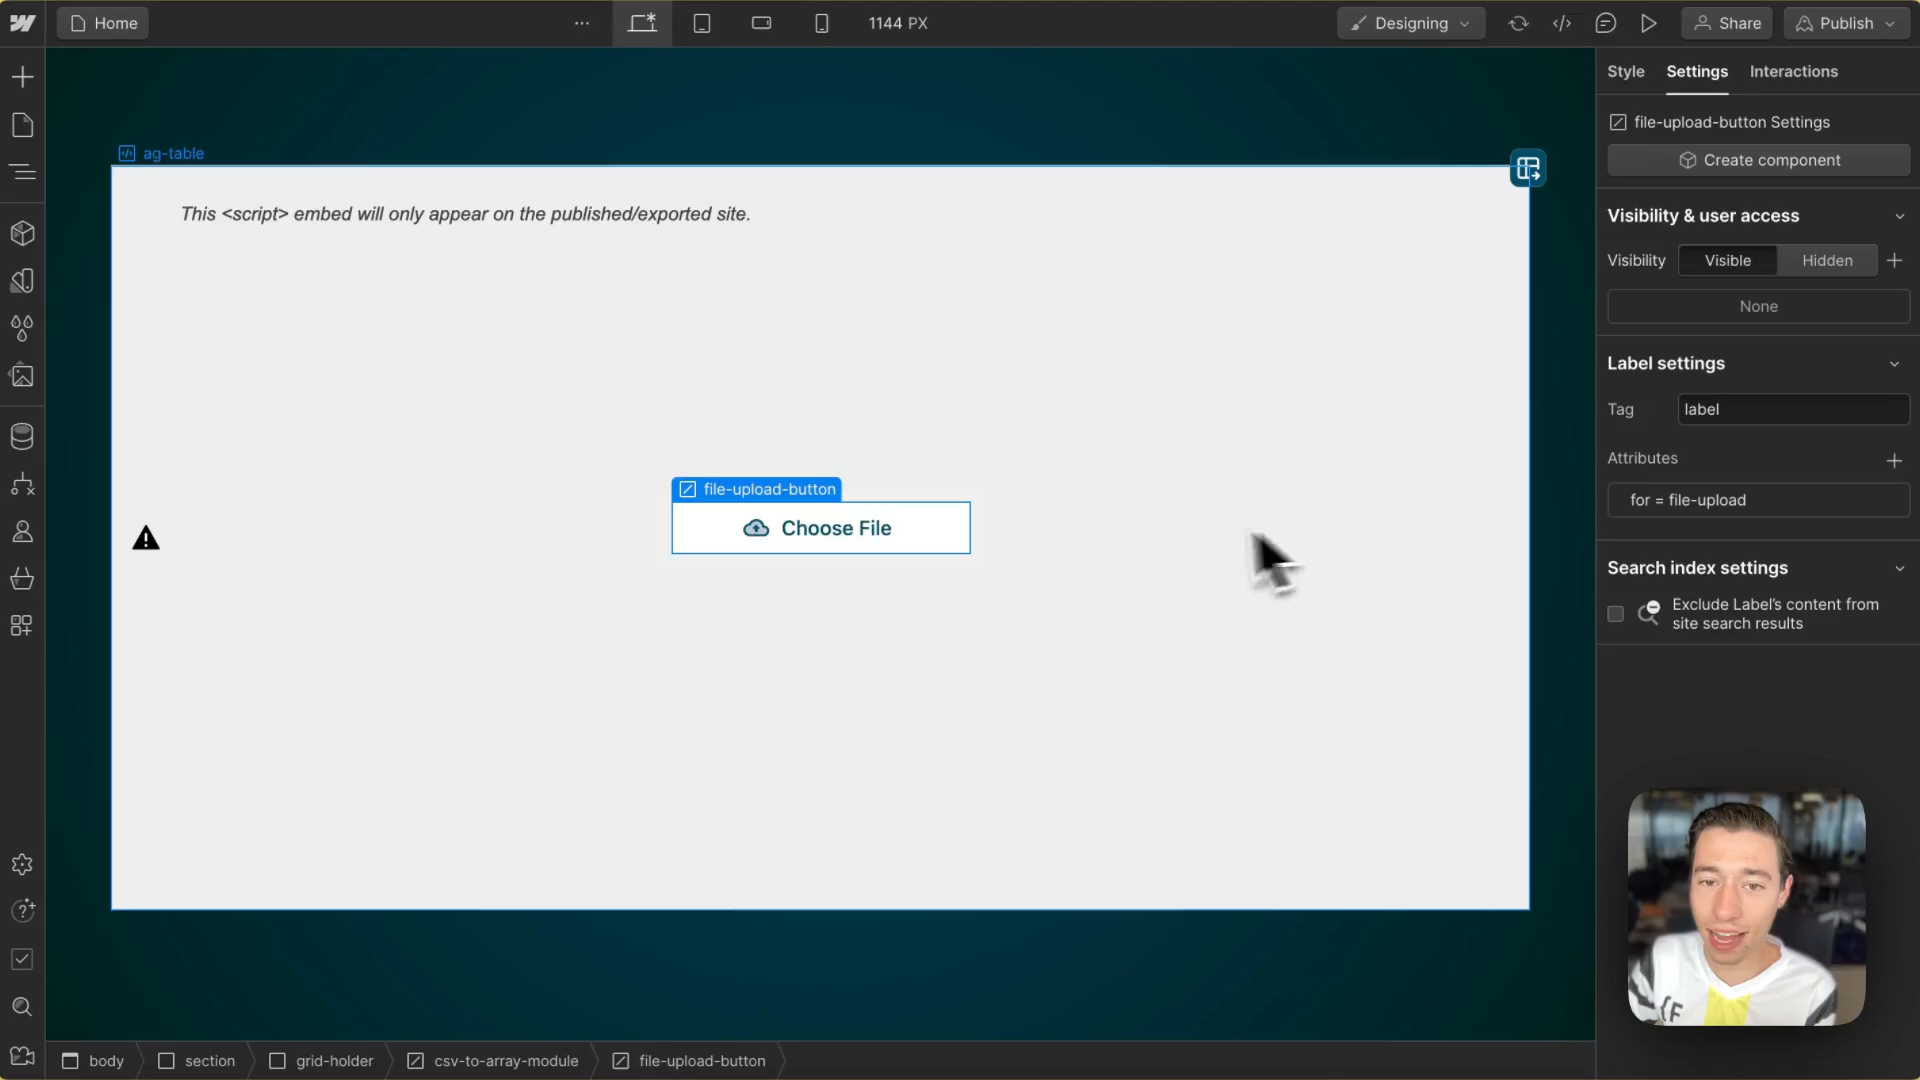 Home
1144 PX
Designing
Share
Publish
Style
Settings
Interactions
ag-table
file-upload-button Settings
Create component
This <script> embed will only appear on the published/exported site.
Visibility & user access
Visibility
Visible
Hidden
None
Label settings
Tag
label
Attributes
for = file-upload
file-upload-button
Choose File
Search index settings
Exclude Label's content from
site search results
{F
body
section
grid-holder
csv-to-array-module
file-upload-button